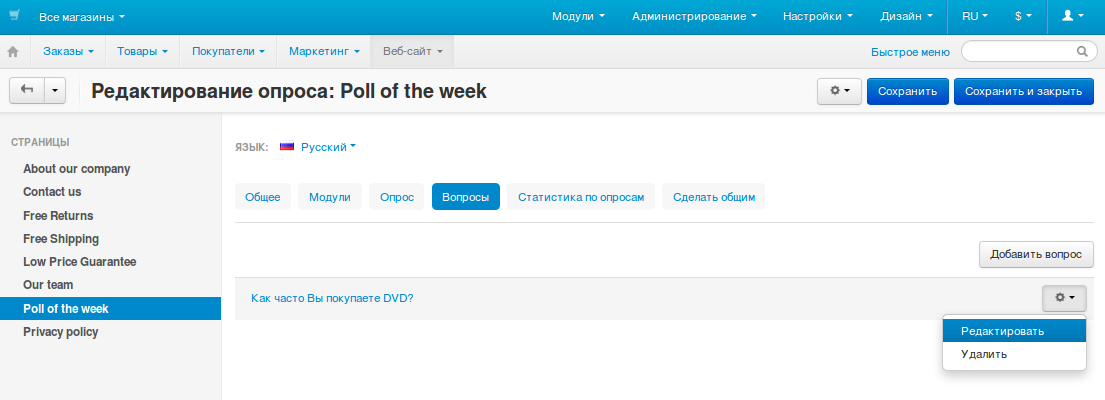 Все магазины Модули Администрирование Настройки Дизайн RU $
Заказы Товары Покупатели Маркетинг Веб-сайт Быстрое меню
Редактирование опроса: Poll of the week Сохранить Сохранить и закрыть
СТРАНИЦЫ
About our company
Contact us
Free Returns
Free Shipping
Low Price Guarantee
Our team
Poll of the week
Privacy policy
ЯЗЫК: Русский
Общее Модули Опрос Вопросы Статистика по опросам Сделать общим
Добавить вопрос
Как часто Вы покупаете DVD?
Редактировать
Удалить